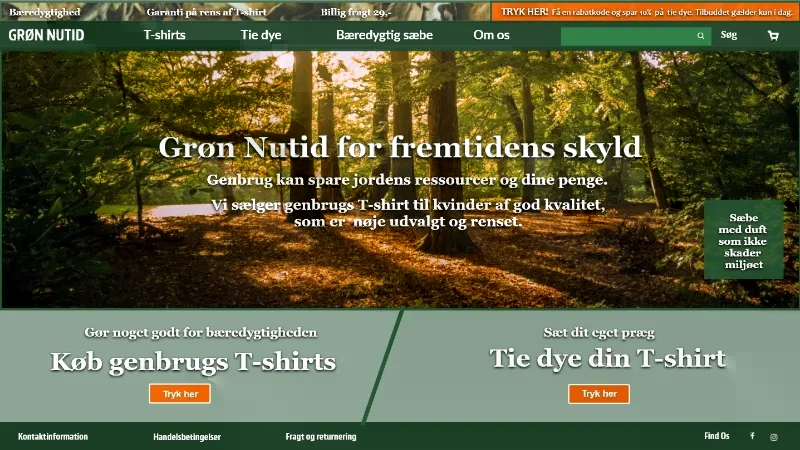 Bæredygtighed
Garanti på rens af T-shirt
Billig fragt 29,-
TRYK HER! Få en rabatkode og spar 10% på tie dye. Tilbuddet gælder kun i dag.
GRØN NUTID
T-shirts
Tie dye
Bæredygtig sæbe
Om os
Søg
Grøn Nutid for fremtidens skyld
Genbrug kan spare jordens ressourcer og dine penge.
Vi sælger genbrugs T-shirt til kvinder af god kvalitet,
som er nøje udvalgt og renset.
Sæbe
med duft
som ikke
skader
miljøet
Gør noget godt for bæredygtigheden
Køb genbrugs T-shirts
Tryk her
Sæt dit eget præg
Tie dye din T-shirt
Tryk her
Kontaktinformation
Handelsbetingelser
Fragt og returnering
Find Os